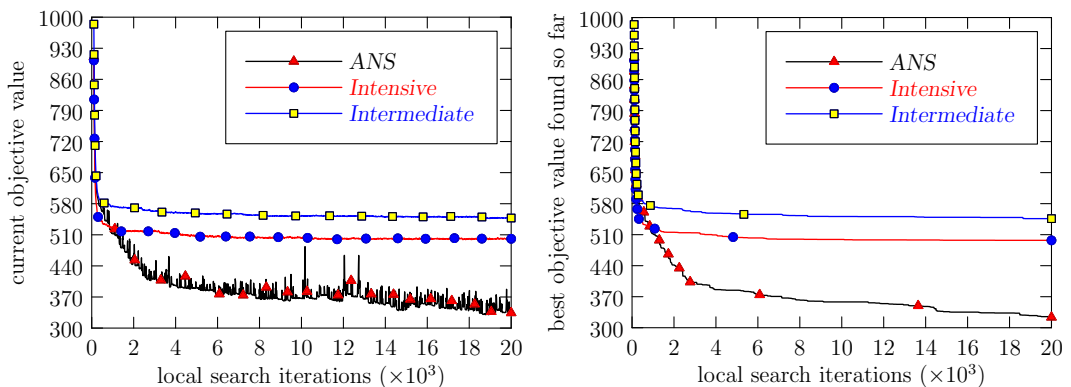 current objective value
1000
930
860
790
720
650
580
510
440
370
300
ANS
Intensive
Intermediate
0 2 4 6 8 10 12 14 16 18 20
local search iterations (×10³)
best objective value found so far
1000
930
860
790
720
650
580
510
440
370
300
ANS
Intensive
Intermediate
0 2 4 6 8 10 12 14 16 18 20
local search iterations (×10³)